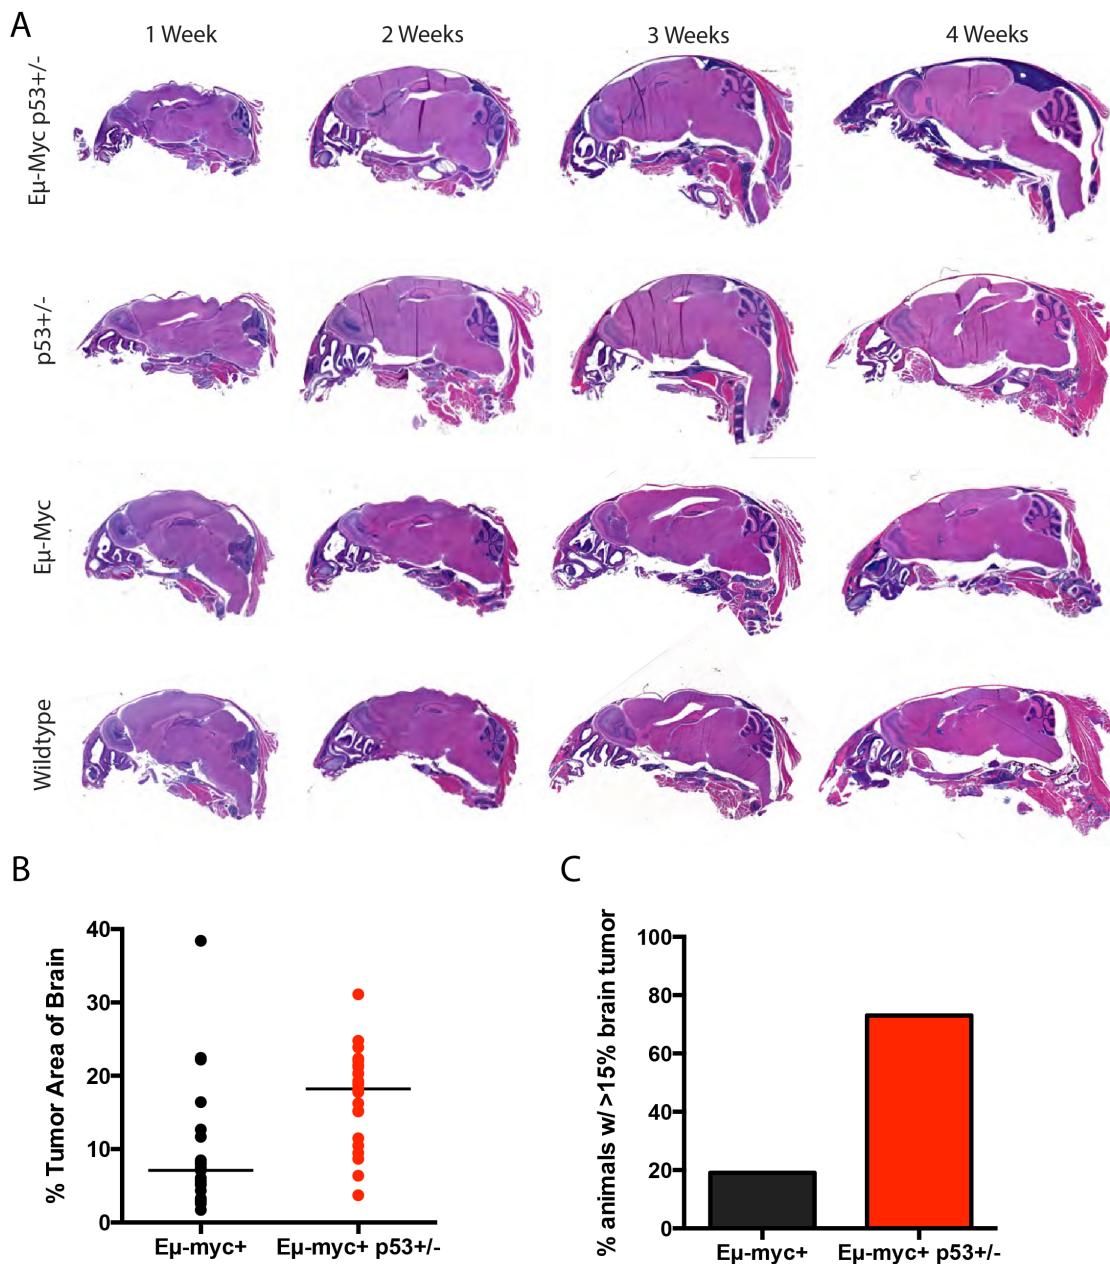 A
1 Week
2 Weeks
3 Weeks
4 Weeks
Eμ-Myc p53+/-
p53+/-
Eμ-Myc
Wildtype
B
% Tumor Area of Brain
40
30
20
10
0
Eμ-myc+
Eμ-myc+ p53+/-
C
% animals w/ >15% brain tumor
100
80
60
40
20
0
Eμ-myc+
Eμ-myc+ p53+/-